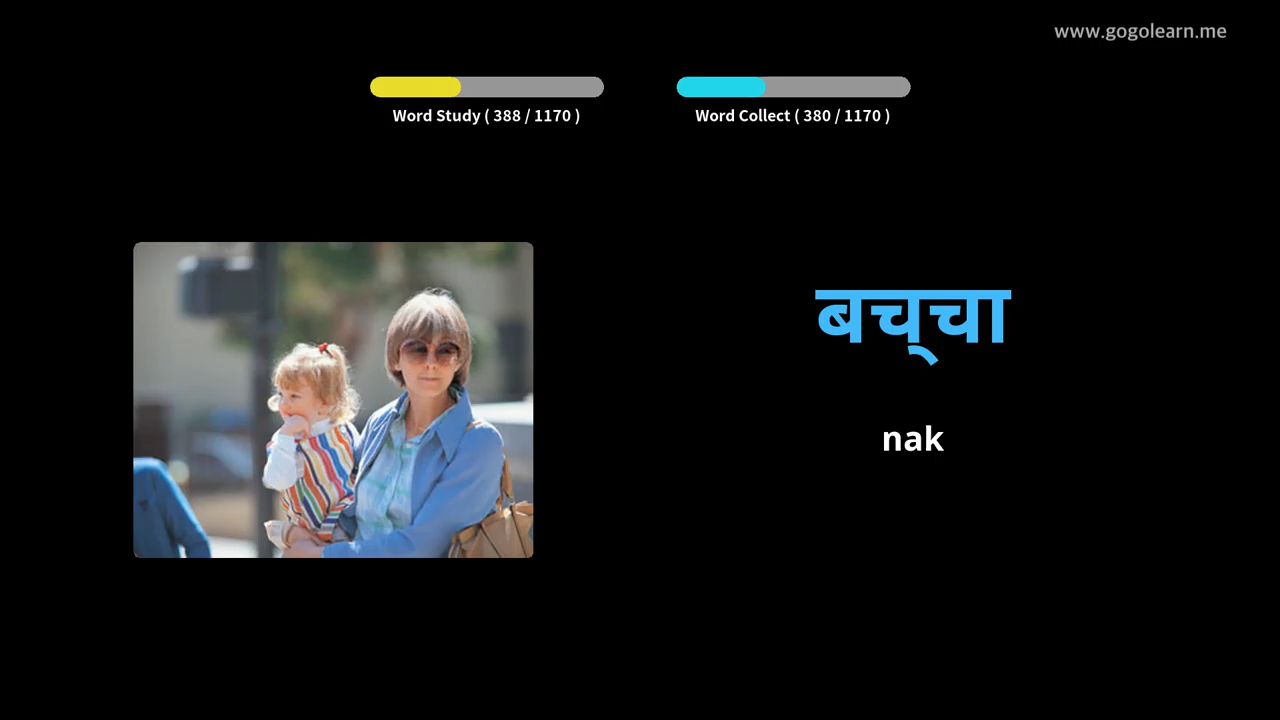 www.gogolearn.me
Word Study ( 388 / 1170 )
Word Collect ( 380 / 1170 )
बच्‌चा
nak